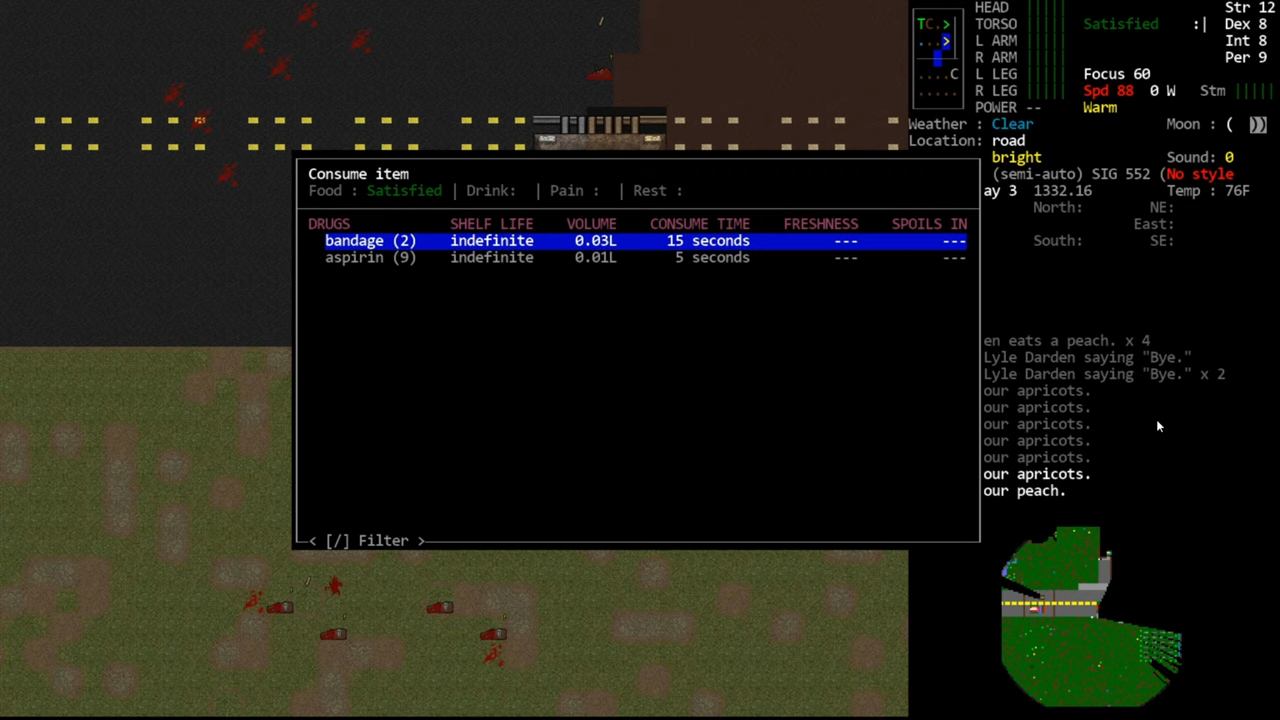 HEAD Str 12
TORSO Satisfied :| Dex 8
L ARM Int 8
R ARM Per 9
L LEG Focus 60
R LEG Spd 88 0 W Stm
POWER -- Warm
Weather : Clear Moon : (
Location: road
bright Sound: 0
(semi-auto) SIG 552 (No style
ay 3 1332.16 Temp : 76F
North: NE:
East:
South: SE:
TC.>
...>
....C
.....
Consume item
Food : Satisfied | Drink: | Pain : | Rest :
DRUGS SHELF LIFE VOLUME CONSUME TIME FRESHNESS SPOILS IN
bandage (2) indefinite 0.03L 15 seconds --- ---
aspirin (9) indefinite 0.01L 5 seconds --- ---
< [/] Filter >
en eats a peach. x 4
Lyle Darden saying "Bye."
Lyle Darden saying "Bye." x 2
our apricots.
our apricots.
our apricots.
our apricots.
our apricots.
our apricots.
our peach.